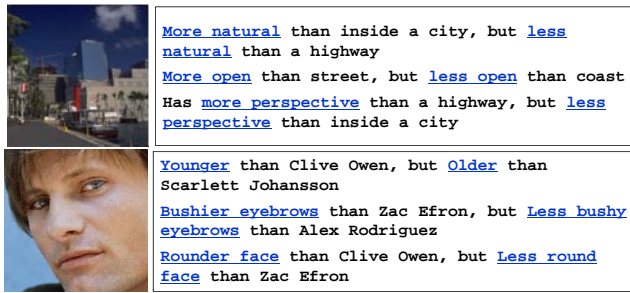 More natural than inside a city, but less
natural than a highway
More open than street, but less open than coast
Has more perspective than a highway, but less
perspective than inside a city
Younger than Clive Owen, but Older than
Scarlett Johansson
Bushier eyebrows than Zac Efron, but Less bushy
eyebrows than Alex Rodriguez
Rounder face than Clive Owen, but Less round
face than Zac Efron